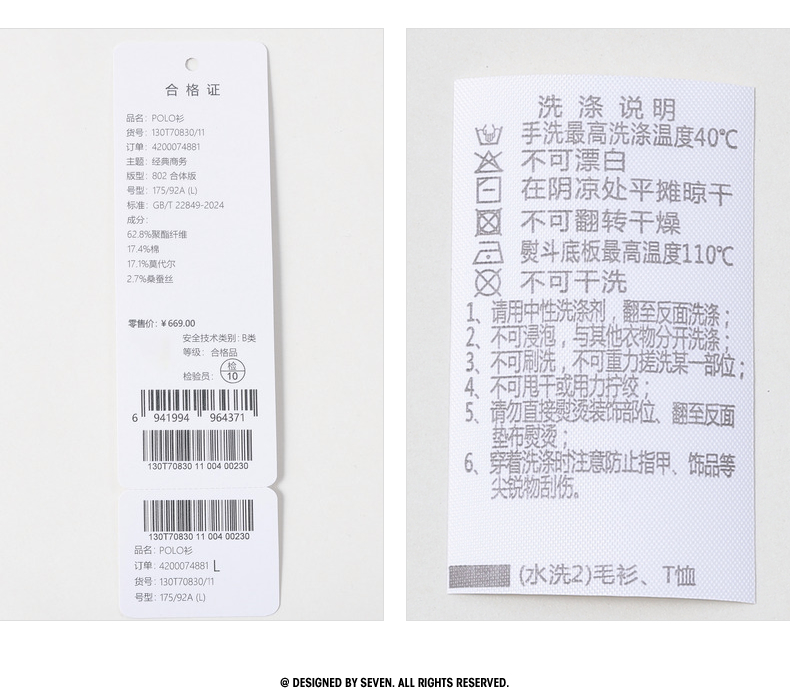 合格证
品名: POLO衫
货号: 130T70830/11
订单: 4200074881
主题: 经典商务
版型: 802 合体版
号型: 175/92A (L)
标准: GB/T 22849-2024
成分:
62.8%聚酯纤维
17.4%棉
17.1%莫代尔
2.7%桑蚕丝
零售价: ¥669.00
安全技术类别: B类
等级: 合格品
检验员: 检 10
6 941994 964371
130T70830 11 004 00230
130T70830 11 004 00230
品名: POLO衫
订单: 4200074881 L
货号: 130T70830/11
号型: 175/92A (L)
洗涤说明
手洗最高洗涤温度40℃
不可漂白
在阴凉处平摊晾干
不可翻转干燥
熨斗底板最高温度110℃
不可干洗
1、请用中性洗涤剂，翻至反面洗涤；
2、不可浸泡，与其他衣物分开洗涤；
3、不可刷洗，不可重力搓洗某一部位；
4、不可甩干或用力拧绞；
5、请勿直接熨烫装饰部位、翻至反面
垫布熨烫；
6、穿着洗涤时注意防止指甲、饰品等
尖锐物刮伤。
(水洗2)毛衫、T恤
@ DESIGNED BY SEVEN. ALL RIGHTS RESERVED.